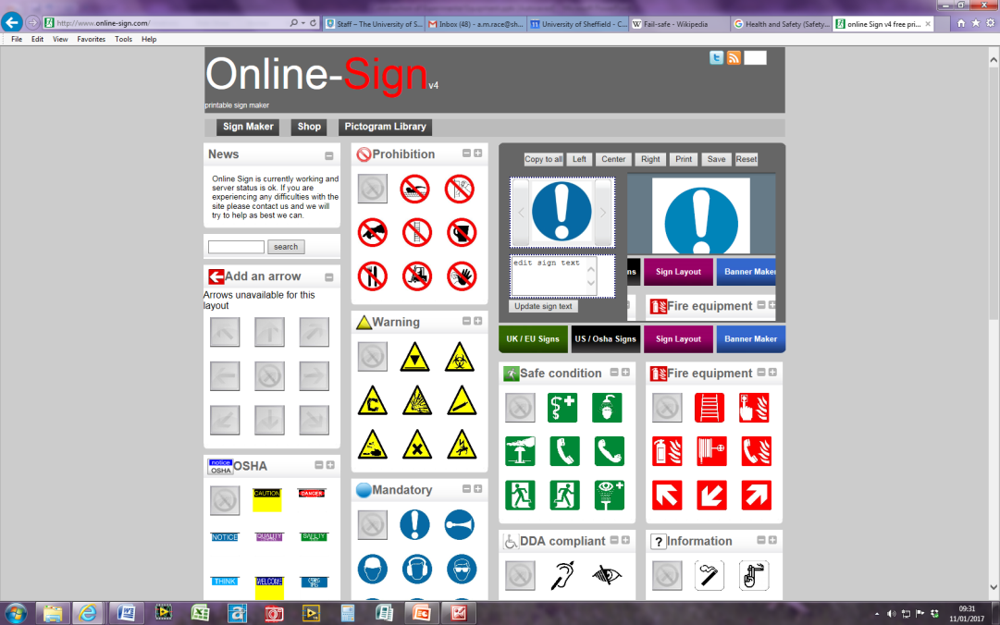 http://www.online-sign.com/
Staff – The University of S...
Inbox (48) - a.m.race@sh...
University of Sheffield - C...
Fail-safe - Wikipedia
Health and Safety (Safety...
online Sign v4 free pri...
File Edit View Favorites Tools Help
Online-Sign v4
printable sign maker
Sign Maker Shop Pictogram Library
News
Online Sign is currently working and
server status is ok. If you are
experiencing any difficulties with the
site please contact us and we will
try to help as best we can.
search
Add an arrow
Arrows unavailable for this
layout
notice
OSHA
OSHA
CAUTION
DANGER
NOTICE
QUALITY
SAFETY
THINK
WELCOME
Prohibition
Warning
Mandatory
Copy to all Left Center Right Print Save Reset
edit sign text
Update sign text
ns Sign Layout Banner Maker
Fire equipment
UK / EU Signs US / Osha Signs Sign Layout Banner Maker
Safe condition
Fire equipment
DDA compliant
Information
09:31
11/01/2017